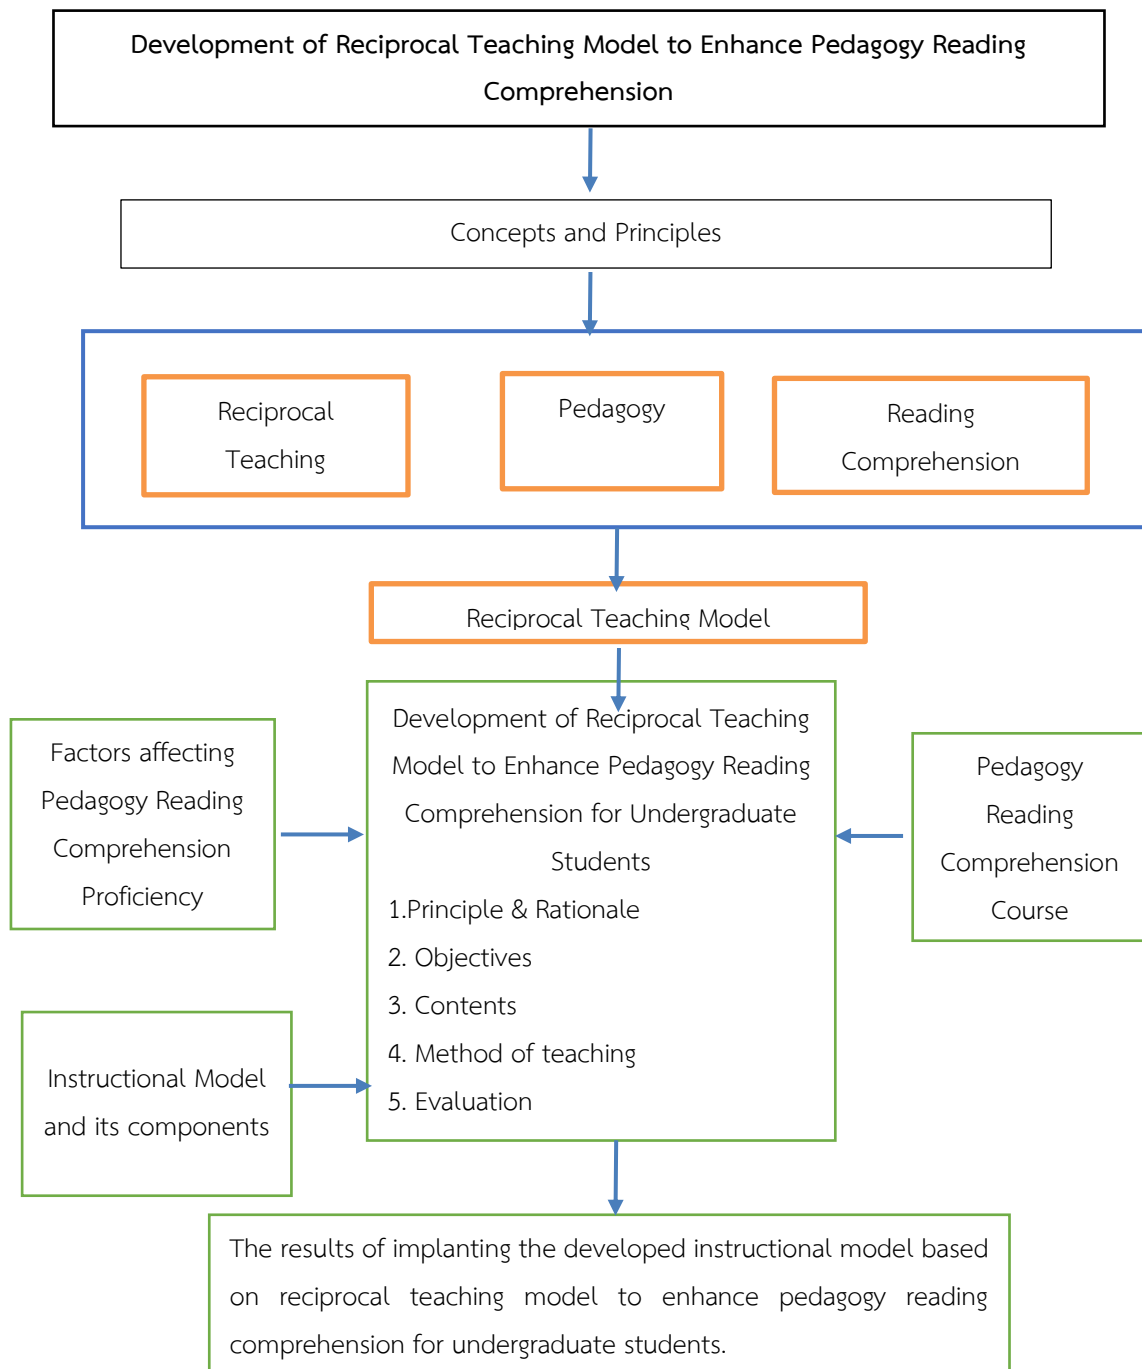 Development of Reciprocal Teaching Model to Enhance Pedagogy Reading
Comprehension
Concepts and Principles
Reciprocal
Teaching
Pedagogy
Reading
Comprehension
Reciprocal Teaching Model
Factors affecting
Pedagogy Reading
Comprehension
Proficiency
Development of Reciprocal Teaching
Model to Enhance Pedagogy Reading
Comprehension for Undergraduate
Students
1.Principle & Rationale
2. Objectives
3. Contents
4. Method of teaching
5. Evaluation
Pedagogy
Reading
Comprehension
Course
Instructional Model
and its components
The results of implanting the developed instructional model based
on reciprocal teaching model to enhance pedagogy reading
comprehension for undergraduate students.